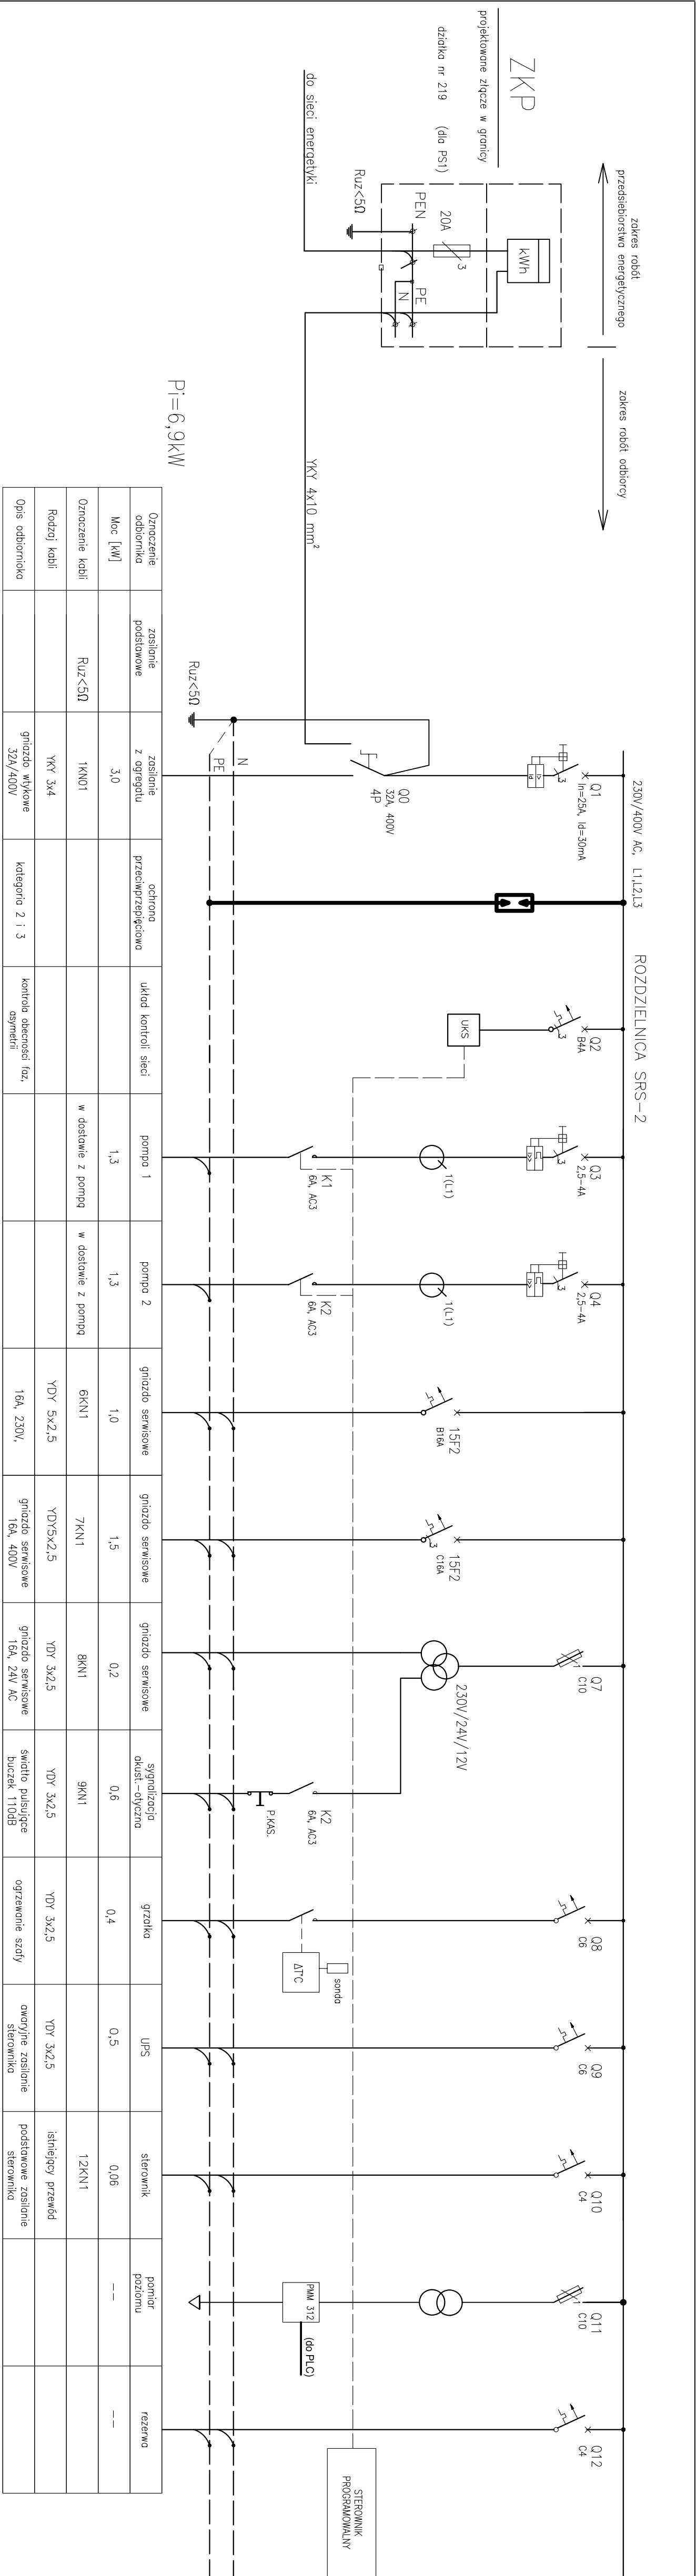 ZKP
projektowane złącze w granicy
działka nr 219 (dla PS1)
do sieci energetyki
zakres robót
przedsiebiorstwa energetycznego
zakres robót odbiorcy
kWh
20A
3
PEN
PE
N
Ruz<5Ω
YKY 4x10 mm²
Pi=6,9kW
230V/400V AC, L1,L2,L3
ROZDZIELNICA SRS-2
Q1
In=25A, Id=30mA
Q0
32A, 400V
4P
N
PE
Ruz<5Ω
Q2
B4A
3
UKS
Q3
2,5-4A
3
1(L1)
K1
6A, AC3
Q4
2,5-4A
3
1(L1)
K2
6A, AC3
15F2
B16A
15F2
C16A
3
Q7
C10
1
230V/24V/12V
K2
6A, AC3
P.KAS.
Q8
C6
sonda
ΔT°C
Q9
C6
Q10
C4
Q11
C10
1
PMM 312
(do PLC)
Q12
C4
STEROWNIK
PROGRAMOWALNY
Oznaczenie
odbiornika
zasilanie
podstawowe
zasilanie
z agregatu
ochrona
przeciwprzepięciowa
układ kontroli sieci
pompa 1
pompa 2
gniazdo serwisowe
gniazdo serwisowe
gniazdo serwisowe
sygnalizacja
akust.-otyczna
grzałka
UPS
sterownik
pomiar
poziomu
rezerwa
Moc [kW]
3,0
1,3
1,3
1,0
1,5
0,2
0,6
0,4
0,5
0,06
--
--
Oznaczenie kabli
Ruz<5Ω
1KN01
w dostawie z pompą
w dostawie z pompą
6KN1
7KN1
8KN1
9KN1
12KN1
Rodzaj kabli
YKY 3x4
YDY 5x2,5
YDY5x2,5
YDY 3x2,5
YDY 3x2,5
YDY 3x2,5
YDY 3x2,5
istniejący przewód
Opis odbiornioka
gniazdo wtykowe
32A/400V
kategoria 2 i 3
kontrola obecności faz,
asymetrii
16A, 230V,
gniazdo serwisowe
16A, 400V
gniazdo serwisowe
16A, 24V AC
światło pulsujące
buczek 110dB
ogrzewanie szafy
awaryjne zasilanie
sterownika
podstawowe zasilanie
sterownika